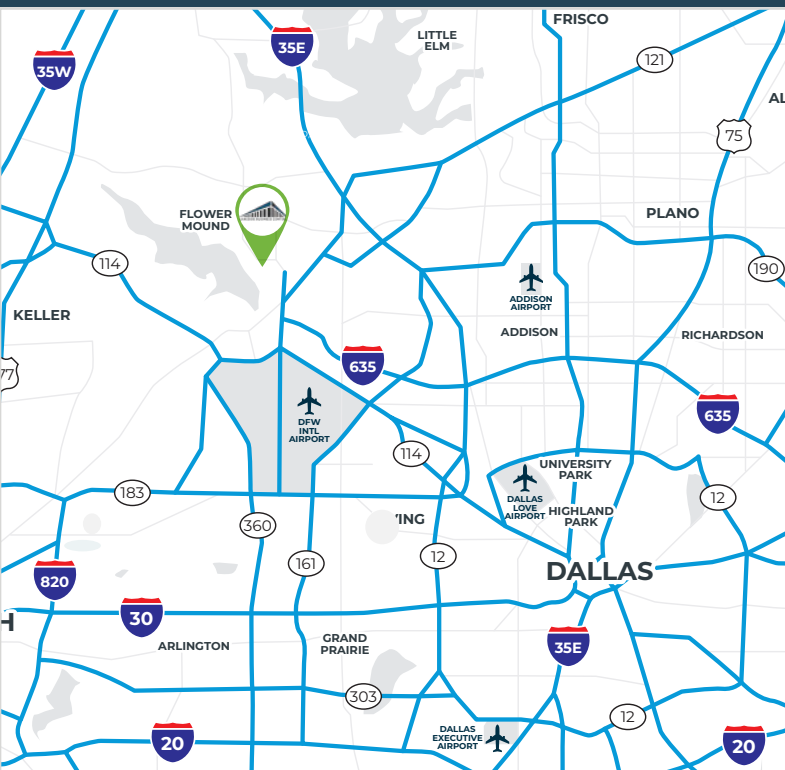 FRISCO
LITTLE
ELM
35E
35W
121
75
AL
FLOWER
MOUND
PLANO
114
190
ADDISON
AIRPORT
KELLER
ADDISON
RICHARDSON
635
77
DFW
INTL
AIRPORT
635
114
UNIVERSITY
PARK
183
DALLAS
LOVE
AIRPORT
12
HIGHLAND
PARK
360
VING
161
12
DALLAS
820
30
H
ARLINGTON
GRAND
PRAIRIE
35E
303
12
DALLAS
EXECUTIVE
AIRPORT
20
20